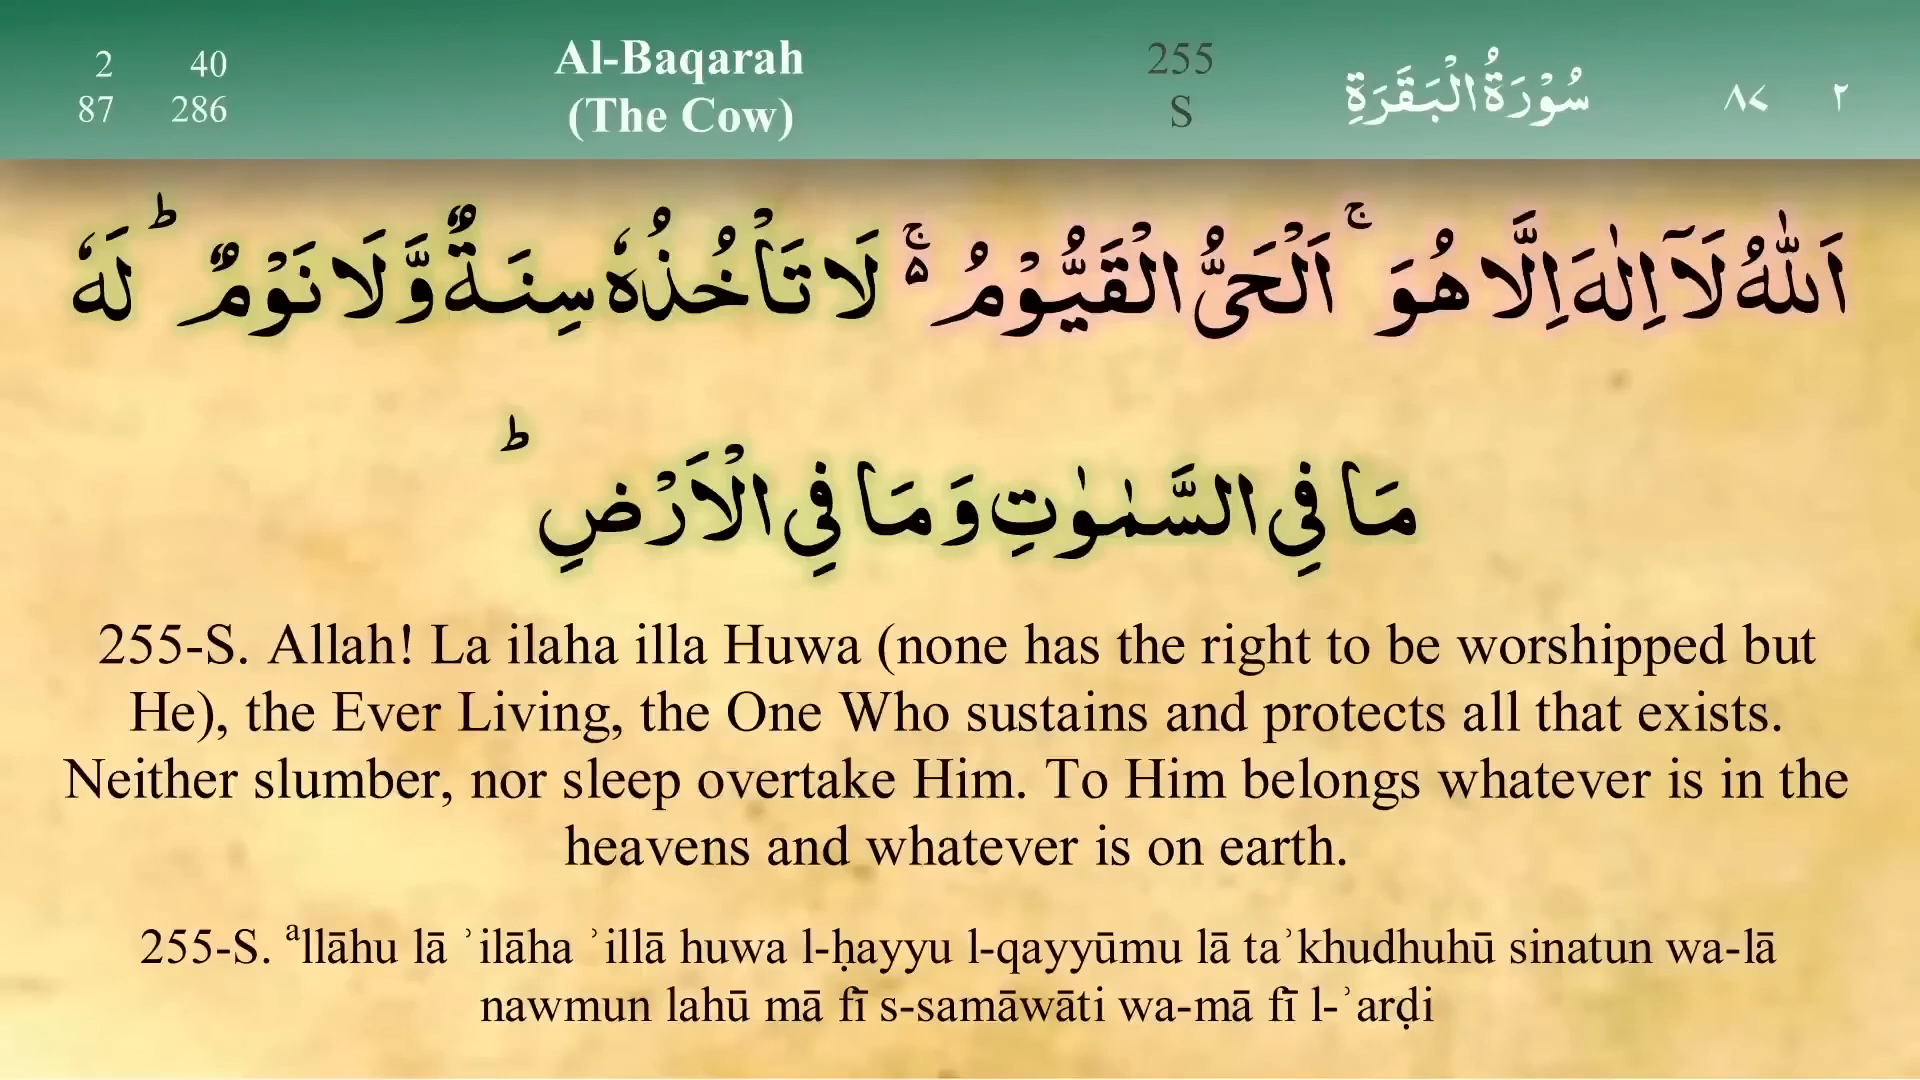 2 40 Al-Baqarah 255 سُوْرَةُ الْبَقَرَةِ ٨٧ ٢
87 286 (The Cow) S
اَللّٰهُ لَاۤ اِلٰهَ اِلَّا هُوَ ۚ اَلْحَیُّ الْقَیُّوْمُ ۚ۬ لَا تَاْخُذُهٗ سِنَةٌ وَّلَا نَوْمٌ ؕ لَهٗ
مَا فِی السَّمٰوٰتِ وَمَا فِی الْاَرْضِ ؕ
255-S. Allah! La ilaha illa Huwa (none has the right to be worshipped but
He), the Ever Living, the One Who sustains and protects all that exists.
Neither slumber, nor sleep overtake Him. To Him belongs whatever is in the
heavens and whatever is on earth.
255-S. ᵃllāhu lā ʾilāha ʾillā huwa l-ḥayyu l-qayyūmu lā taʾkhudhuhū sinatun wa-lā
nawmun lahū mā fī s-samāwāti wa-mā fī l-ʾarḍi